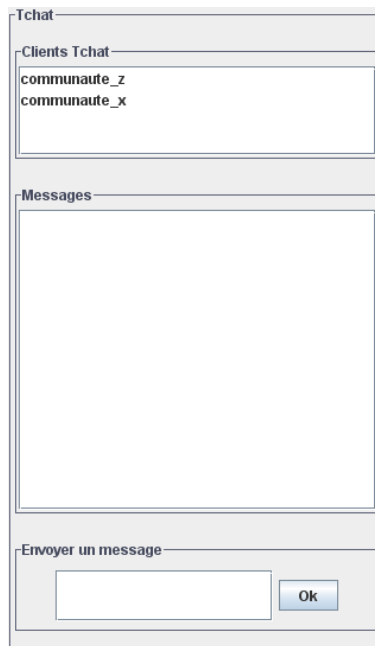 Tchat
Clients Tchat
communaute_z
communaute_x
Messages
Envoyer un message
Ok